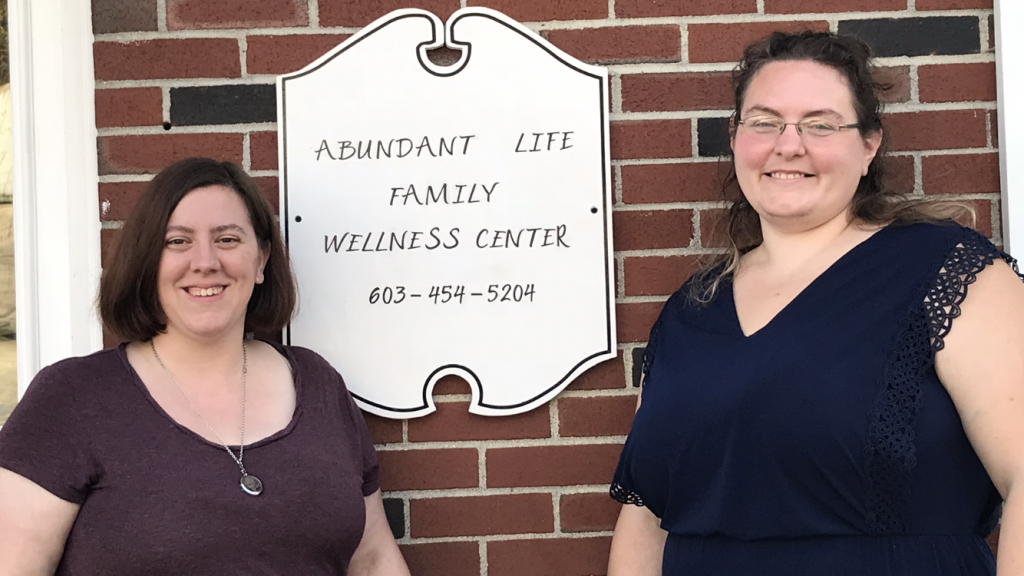 ABUNDANT LIFE
FAMILY
WELLNESS CENTER
603-454-5204